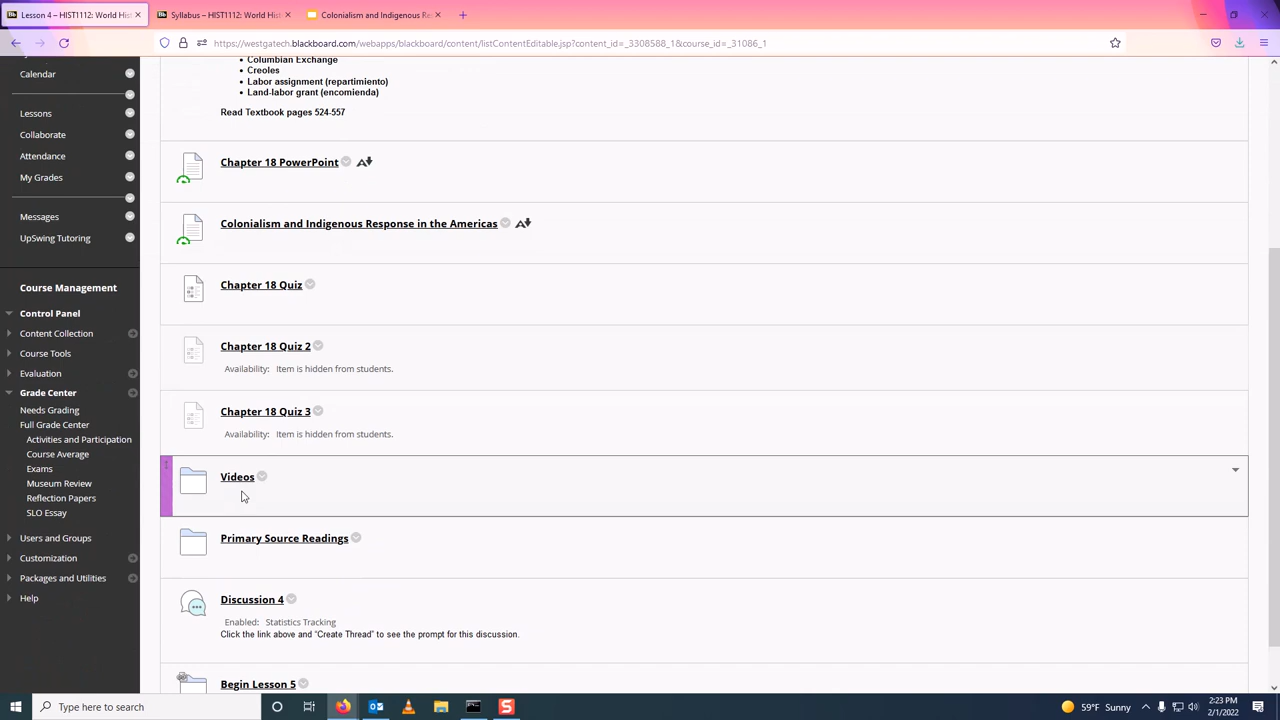 Lesson 4 – HIST1112: World His
Syllabus – HIST1112: World Hist
Colonialism and Indigenous Res
https://westgatech.blackboard.com/webapps/blackboard/content/listContentEditable.jsp?content_id=_3308588_1&course_id=_31086_1
Calendar
Lessons
Collaborate
Attendance
My Grades
Messages
UpSwing Tutoring
Course Management
Control Panel
Content Collection
Course Tools
Evaluation
Grade Center
Needs Grading
Full Grade Center
Activities and Participation
Course Average
Exams
Museum Review
Reflection Papers
SLO Essay
Users and Groups
Customization
Packages and Utilities
Help
• Columbian Exchange
• Creoles
• Labor assignment (repartimiento)
• Land-labor grant (encomienda)
Read Textbook pages 524-557
Chapter 18 PowerPoint
Colonialism and Indigenous Response in the Americas
Chapter 18 Quiz
Chapter 18 Quiz 2
Availability: Item is hidden from students.
Chapter 18 Quiz 3
Availability: Item is hidden from students.
Videos
Primary Source Readings
Discussion 4
Enabled: Statistics Tracking
Click the link above and "Create Thread" to see the prompt for this discussion.
Begin Lesson 5
Type here to search
59°F Sunny
2:23 PM
2/1/2022